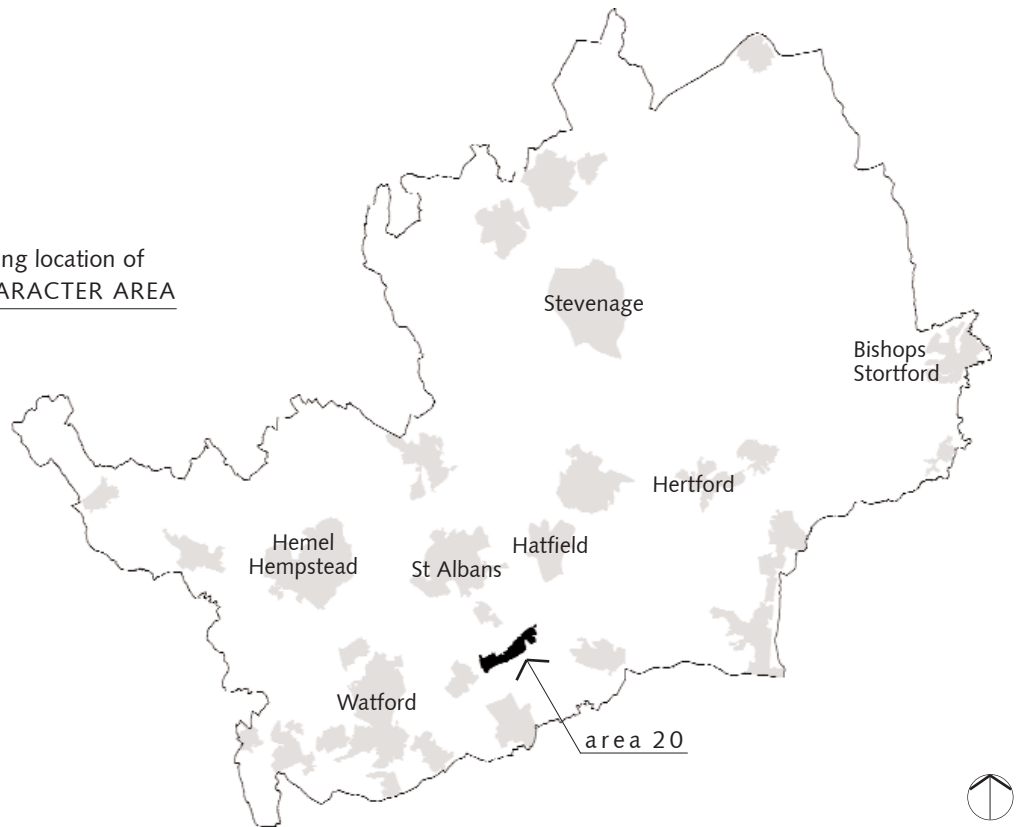 ng location of
ARACTER AREA
Stevenage
Bishops
Stortford
Hertford
Hemel
Hempstead
St Albans
Hatfield
Watford
area 20